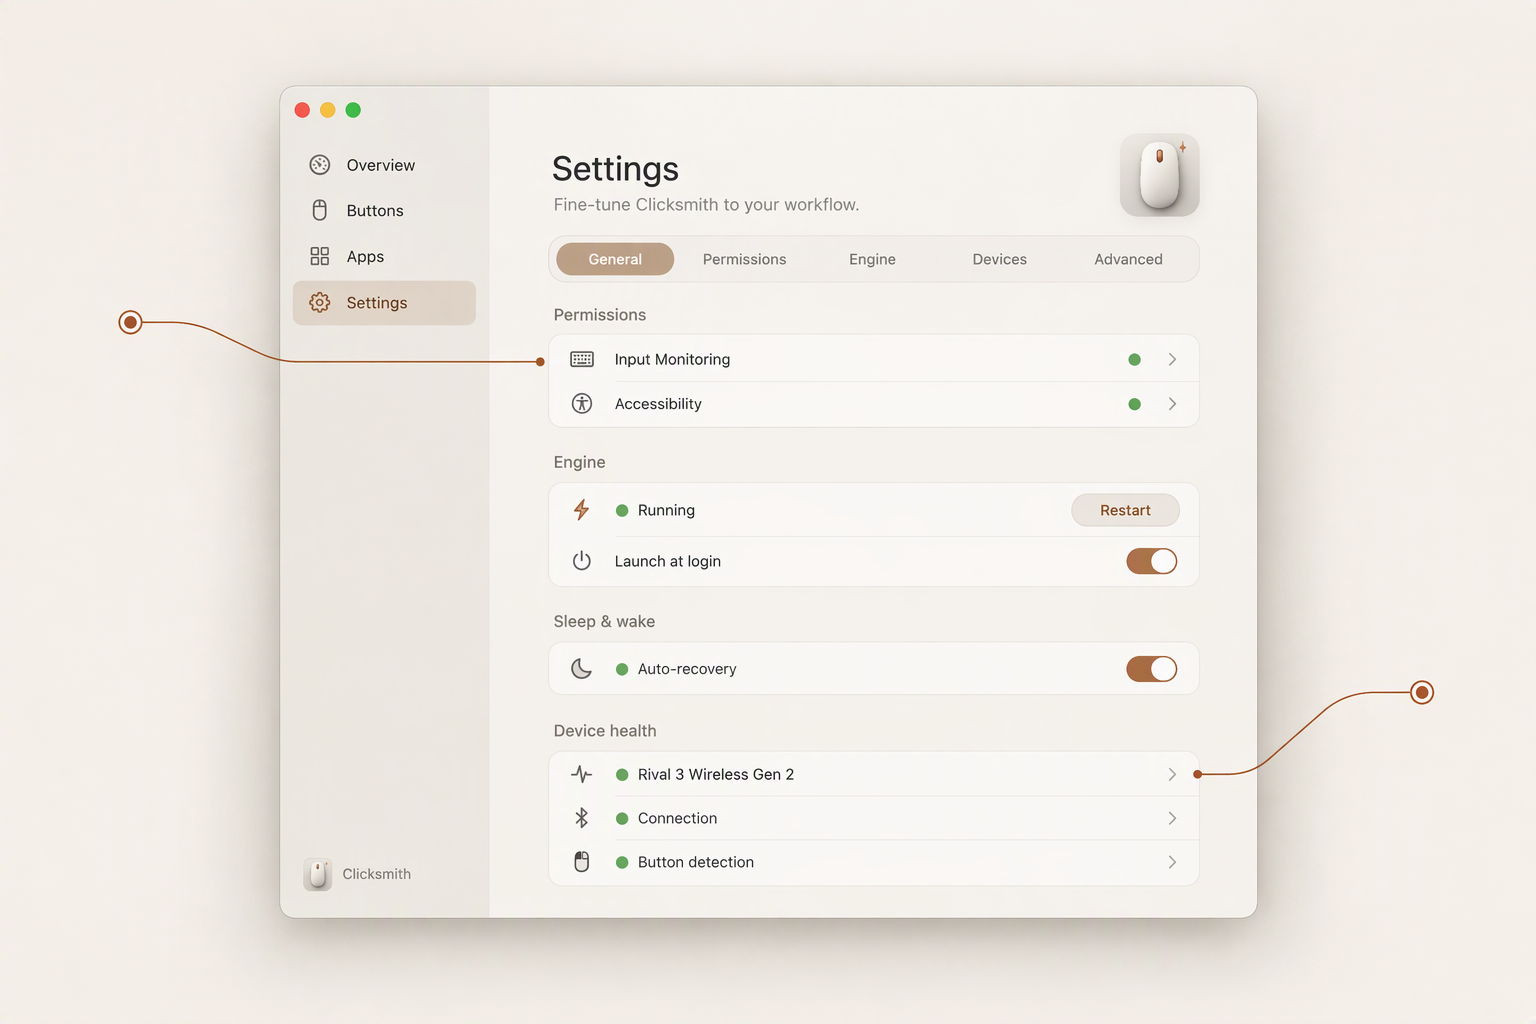 Overview
Buttons
Apps
Settings
Clicksmith
Settings
Fine-tune Clicksmith to your workflow.
General
Permissions
Engine
Devices
Advanced
Permissions
Input Monitoring
Accessibility
Engine
Running
Restart
Launch at login
Sleep & wake
Auto-recovery
Device health
Rival 3 Wireless Gen 2
Connection
Button detection